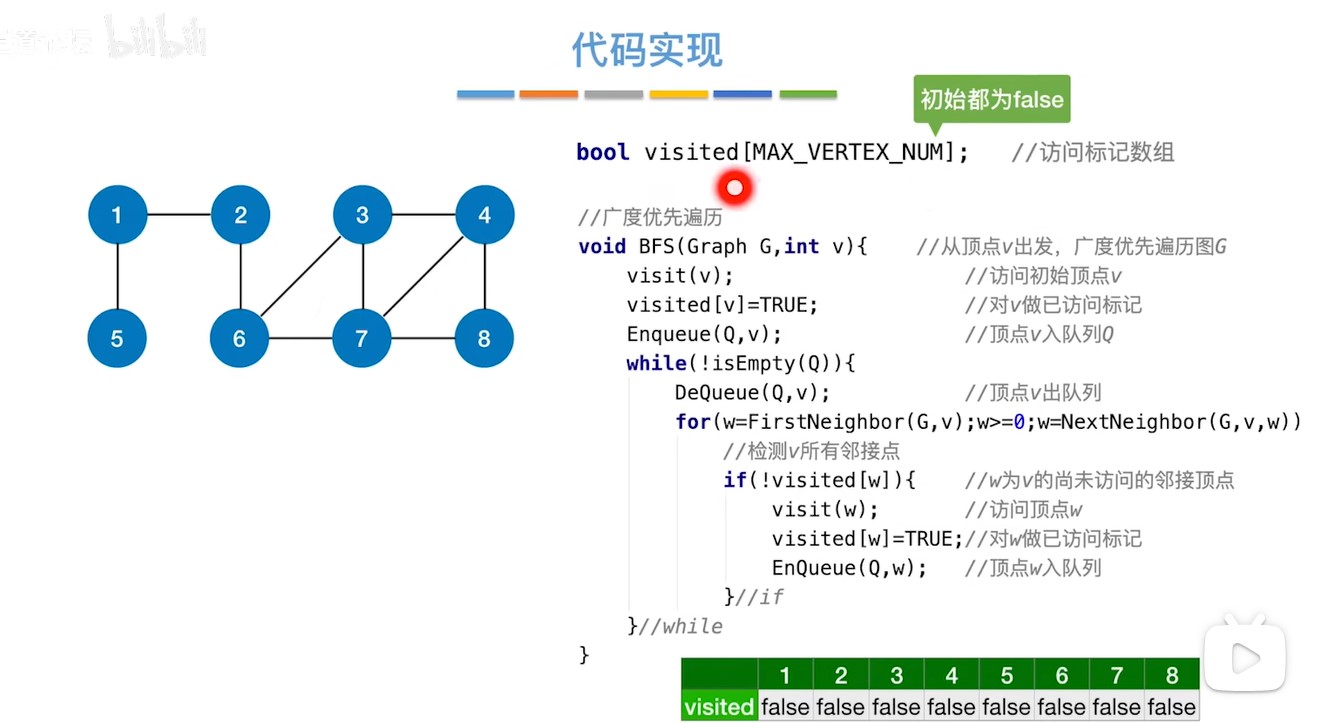 bilibili
代码实现
初始都为false
bool visited[MAX_VERTEX_NUM]; //访问标记数组
1 2 3 4
5 6 7 8
//广度优先遍历
void BFS(Graph G,int v){ //从顶点v出发，广度优先遍历图G
visit(v); //访问初始顶点v
visited[v]=TRUE; //对v做已访问标记
Enqueue(Q,v); //顶点v入队列Q
while(!isEmpty(Q)){
DeQueue(Q,v); //顶点v出队列
for(w=FirstNeighbor(G,v);w>=0;w=NextNeighbor(G,v,w))
//检测v所有邻接点
if(!visited[w]){ //w为v的尚未访问的邻接顶点
visit(w); //访问顶点w
visited[w]=TRUE;//对w做已访问标记
EnQueue(Q,w); //顶点w入队列
}//if
}//while
}
1 2 3 4 5 6 7 8
visited false false false false false false false false